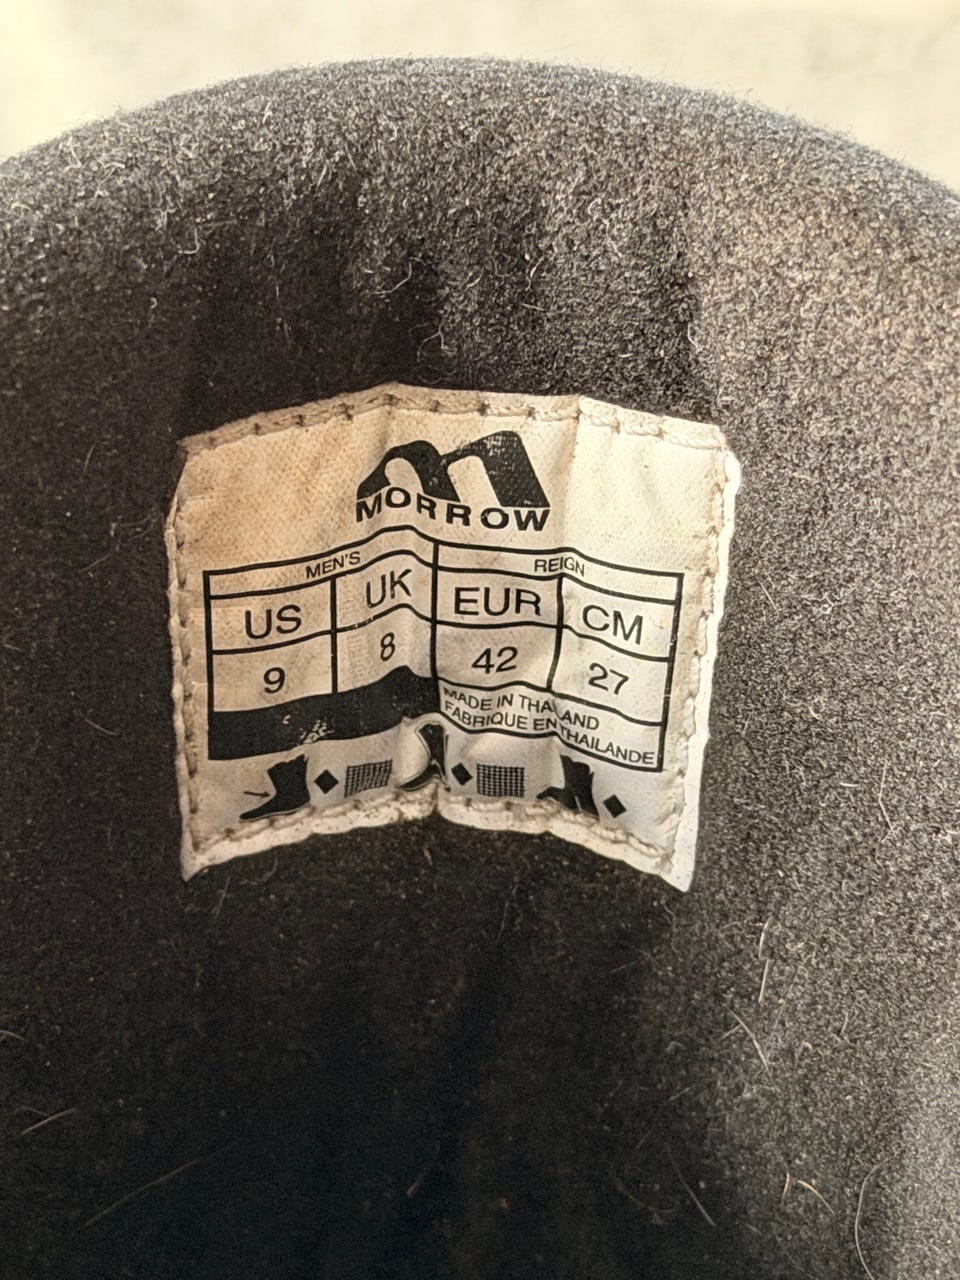 MORROW
MEN'S REIGN
US UK EUR CM
9 8 42 27
MADE IN THAILAND
FABRIQUE EN THAILANDE